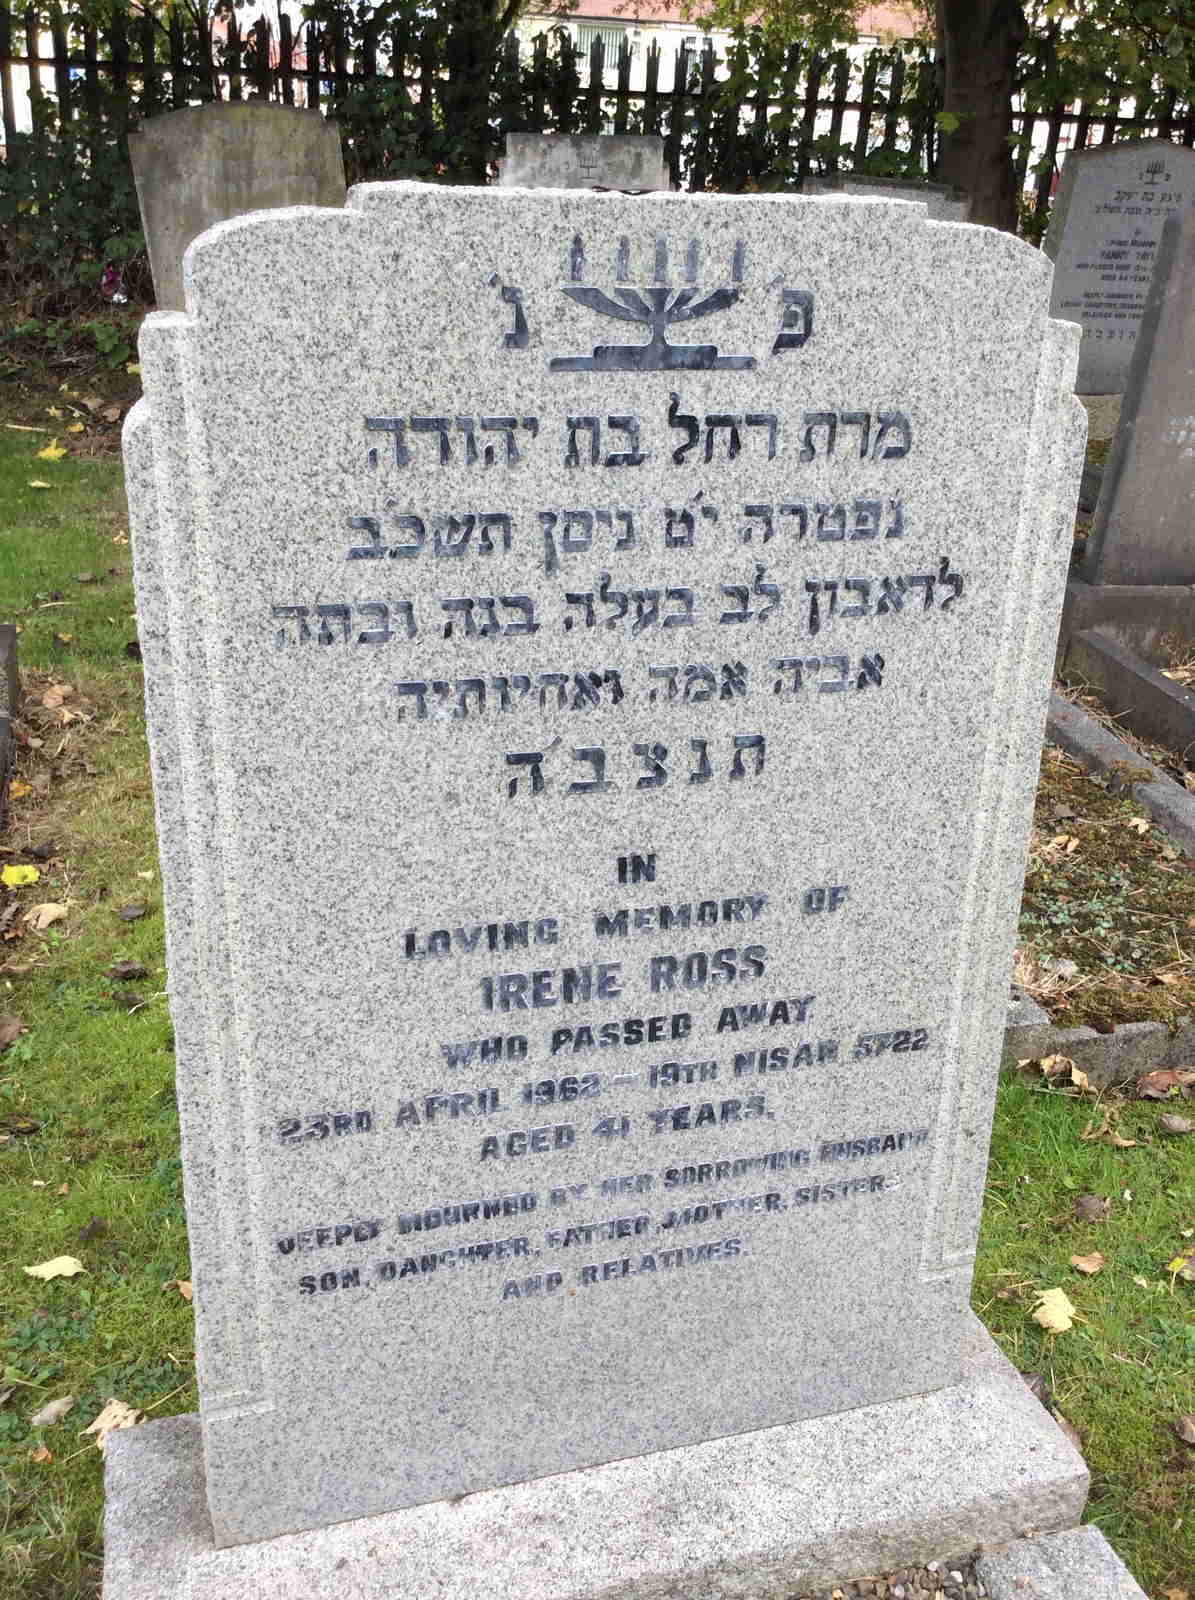 פ' נ'
מרת רחל בת יהודה
נפטרה י"ט ניסן תשכ"ב
לדאבון לב בעלה בנה ובתה
אביה אמה ואחיותיה
ת נ צ ב' ה
IN
LOVING MEMORY OF
IRENE ROSS
WHO PASSED AWAY
23RD APRIL 1962 — 19TH NISAN 5722
AGED 41 YEARS.
DEEPLY MOURNED BY HER SORROWING HUSBAND
SON, DAUGHTER, FATHER, MOTHER, SISTERS
AND RELATIVES.
פ נ
FANNY